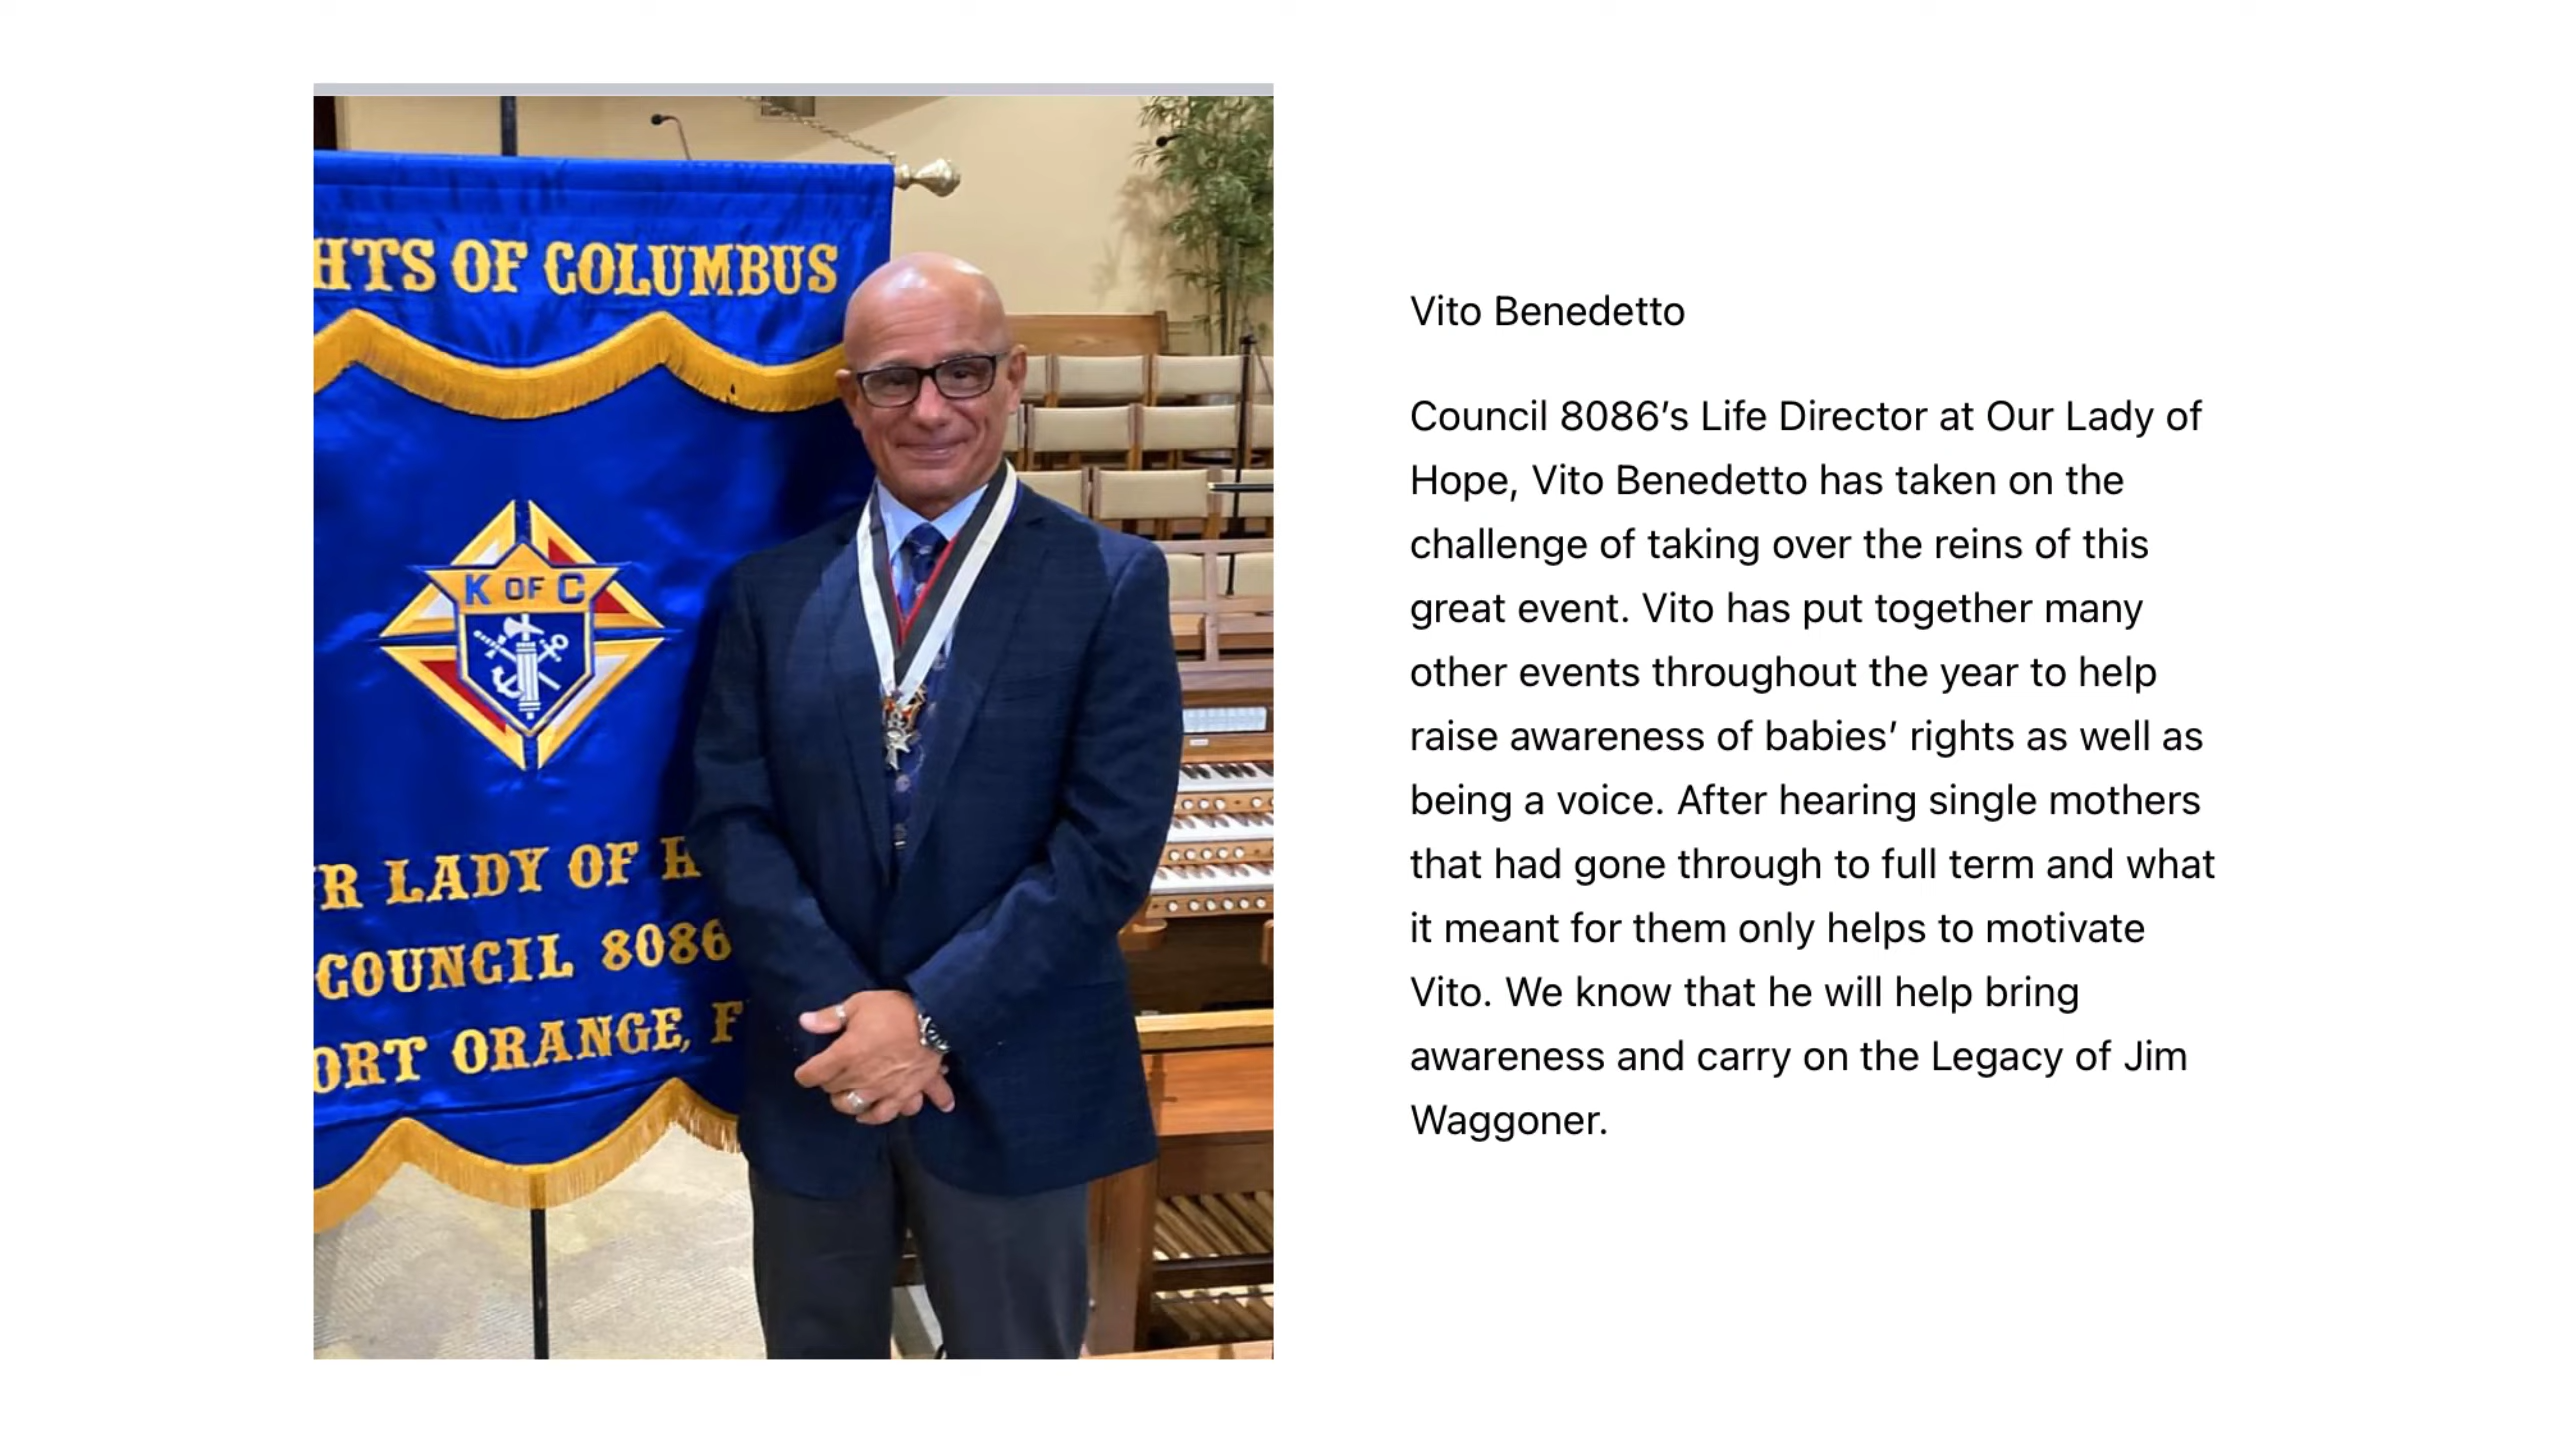 HTS OF COLUMBUS
K OF C
R LADY OF H
COUNCIL 8086
ORT ORANGE, F
Vito Benedetto
Council 8086’s Life Director at Our Lady of
Hope, Vito Benedetto has taken on the
challenge of taking over the reins of this
great event. Vito has put together many
other events throughout the year to help
raise awareness of babies’ rights as well as
being a voice. After hearing single mothers
that had gone through to full term and what
it meant for them only helps to motivate
Vito. We know that he will help bring
awareness and carry on the Legacy of Jim
Waggoner.